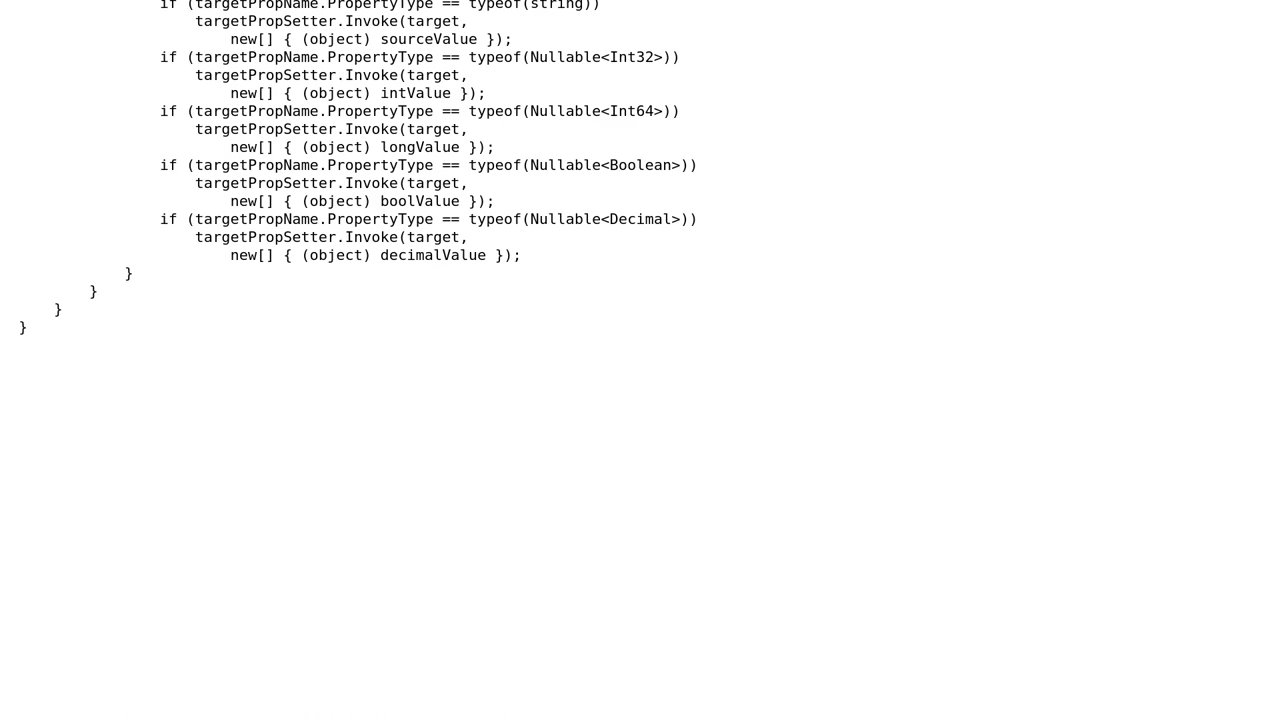 if (targetPropName.PropertyType == typeof(string))
targetPropSetter.Invoke(target,
new[] { (object) sourceValue });
if (targetPropName.PropertyType == typeof(Nullable<Int32>))
targetPropSetter.Invoke(target,
new[] { (object) intValue });
if (targetPropName.PropertyType == typeof(Nullable<Int64>))
targetPropSetter.Invoke(target,
new[] { (object) longValue });
if (targetPropName.PropertyType == typeof(Nullable<Boolean>))
targetPropSetter.Invoke(target,
new[] { (object) boolValue });
if (targetPropName.PropertyType == typeof(Nullable<Decimal>))
targetPropSetter.Invoke(target,
new[] { (object) decimalValue });
}
}
}
}